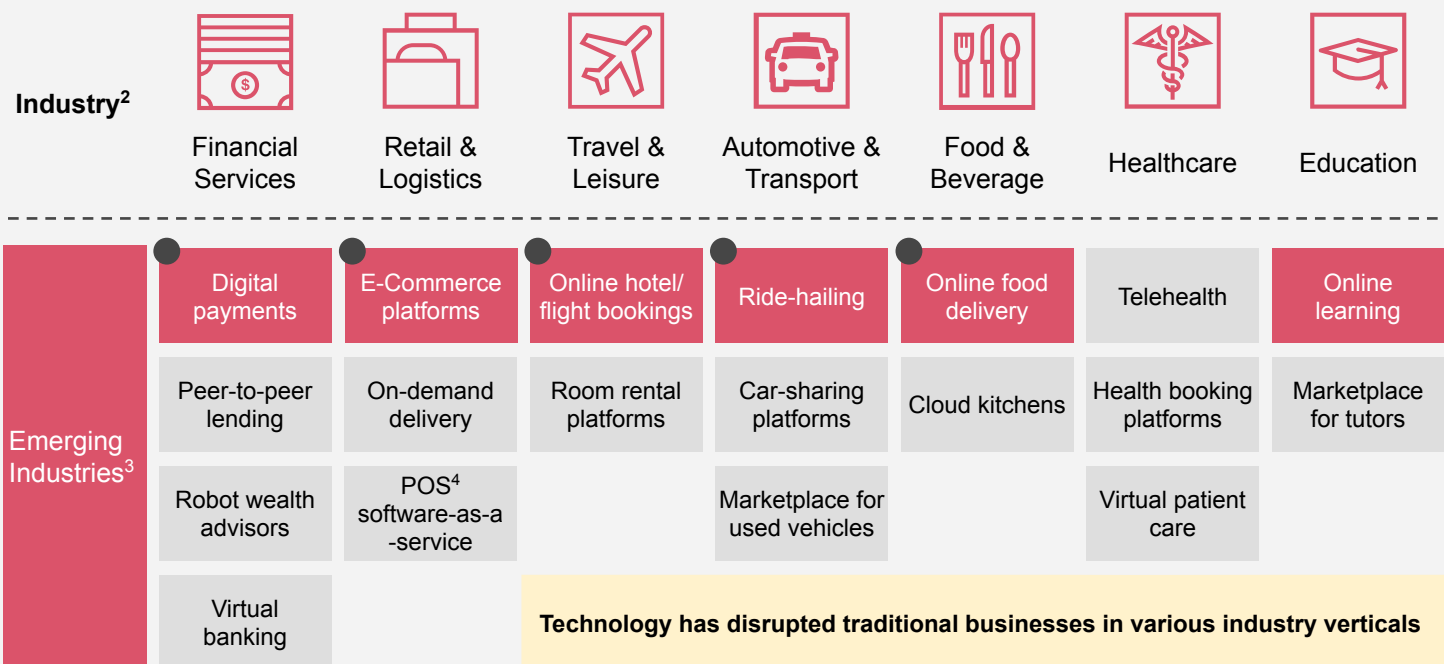 $
Industry2
Financial
Services
Retail &
Logistics
Travel &
Leisure
Automotive &
Transport
Food &
Beverage
Healthcare
Education
Emerging
Industries3
Digital
payments
E-Commerce
platforms
Online hotel/
flight bookings
Ride-hailing
Online food
delivery
Telehealth
Online
learning
Peer-to-peer
lending
On-demand
delivery
Room rental
platforms
Car-sharing
platforms
Cloud kitchens
Health booking
platforms
Marketplace
for tutors
Robot wealth
advisors
POS4
software-as-a
-service
Marketplace for
used vehicles
Virtual patient
care
Virtual
banking
Technology has disrupted traditional businesses in various industry verticals